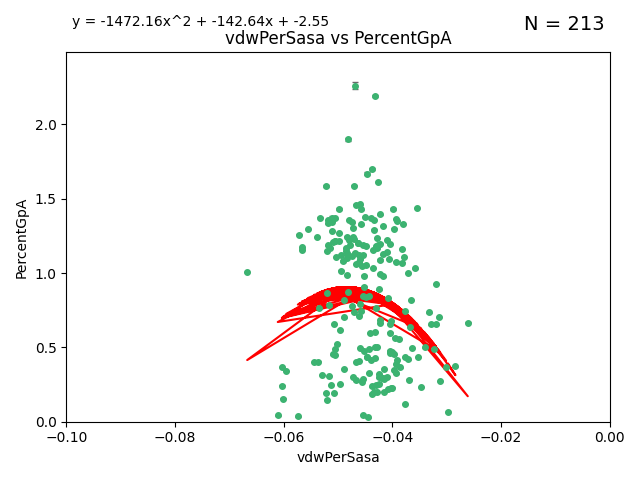 y = -1472.16x^2 + -142.64x + -2.55
N = 213
vdwPerSasa vs PercentGpA
PercentGpA
2.0
1.5
1.0
0.5
0.0
−0.10
−0.08
−0.06
−0.04
−0.02
0.00
vdwPerSasa